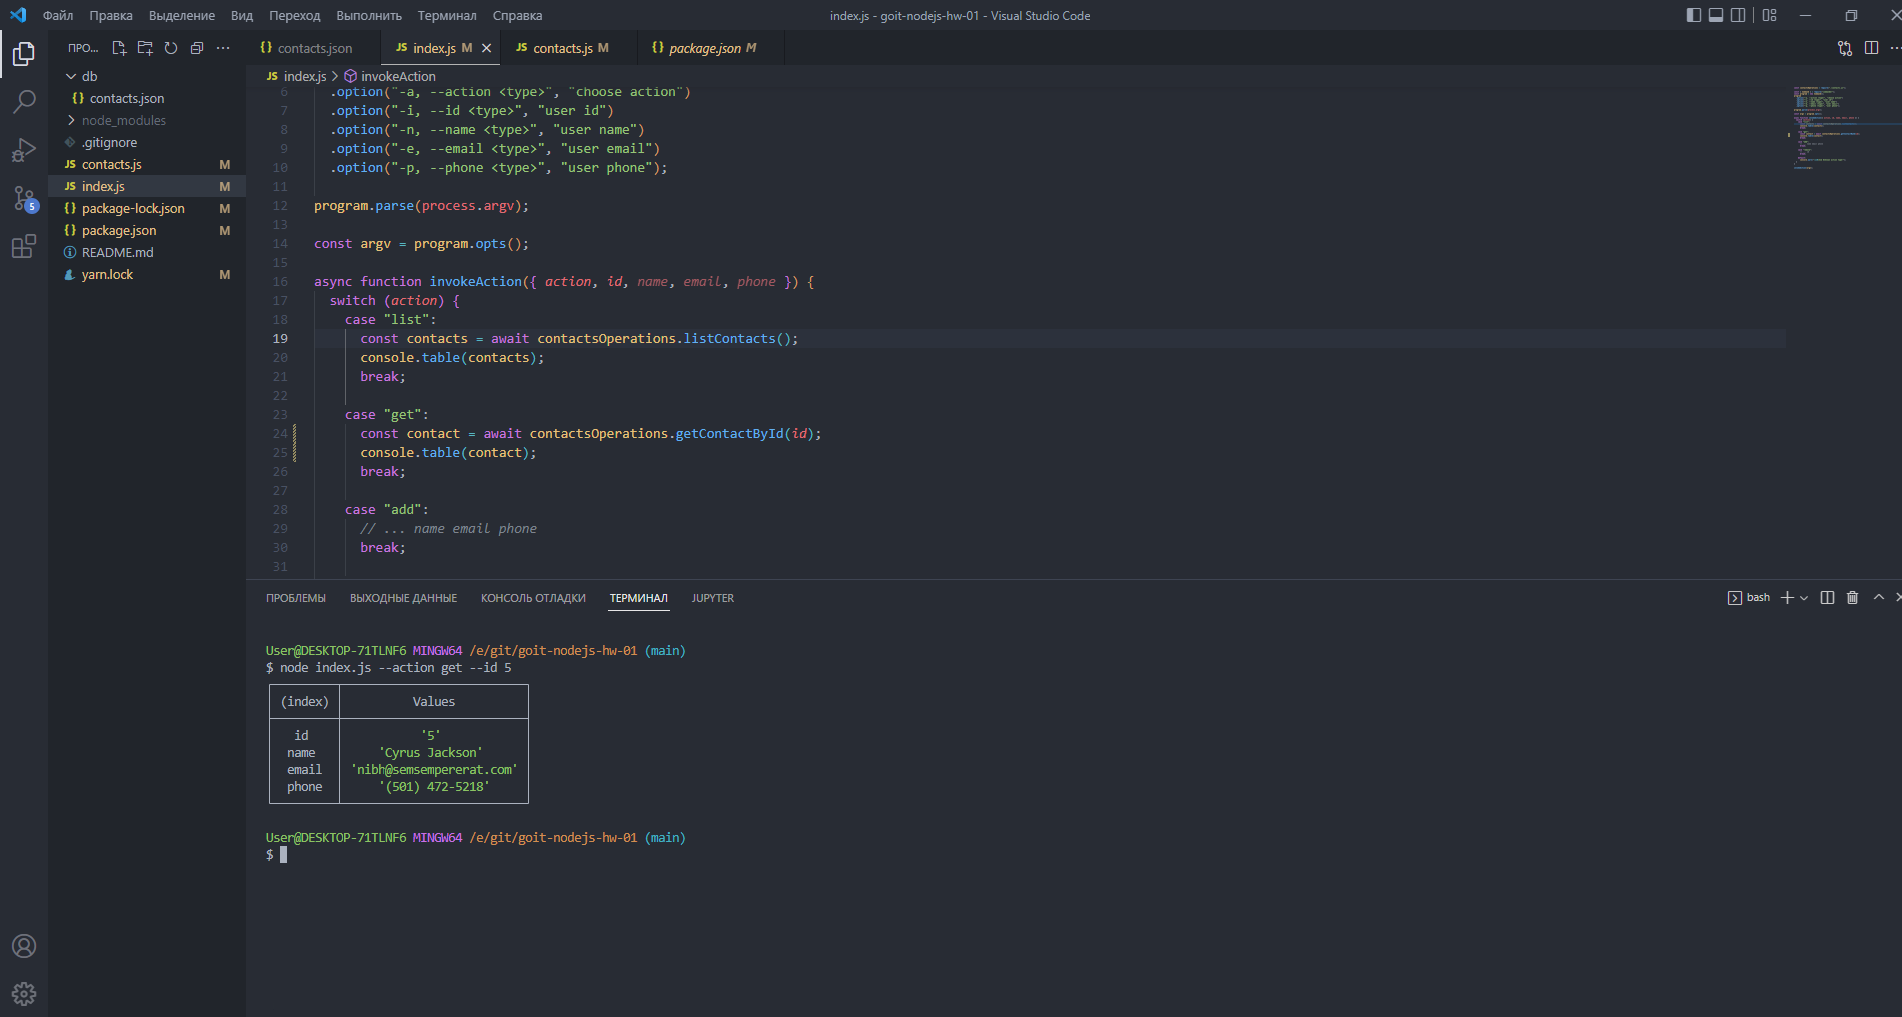 Файл Правка Выделение Вид Переход Выполнить Терминал Справка
index.js - goit-nodejs-hw-01 - Visual Studio Code
ПРО...
db
contacts.json
node_modules
.gitignore
contacts.js M
index.js M
package-lock.json M
package.json M
README.md
yarn.lock M
5
contacts.json
JS index.js M
JS contacts.js M
package.json M
JS index.js > invokeAction
6 .option("-a, --action <type>", "choose action")
7 .option("-i, --id <type>", "user id")
8 .option("-n, --name <type>", "user name")
9 .option("-e, --email <type>", "user email")
10 .option("-p, --phone <type>", "user phone");
11
12 program.parse(process.argv);
13
14 const argv = program.opts();
15
16 async function invokeAction({ action, id, name, email, phone }) {
17 switch (action) {
18 case "list":
19 const contacts = await contactsOperations.listContacts();
20 console.table(contacts);
21 break;
22
23 case "get":
24 const contact = await contactsOperations.getContactById(id);
25 console.table(contact);
26 break;
27
28 case "add":
29 // ... name email phone
30 break;
31
ПРОБЛЕМЫ ВЫХОДНЫЕ ДАННЫЕ КОНСОЛЬ ОТЛАДКИ ТЕРМИНАЛ JUPYTER
bash
User@DESKTOP-71TLNF6 MINGW64 /e/git/goit-nodejs-hw-01 (main)
$ node index.js --action get --id 5
(index) Values
id '5'
name 'Cyrus Jackson'
email 'nibh@semsempererat.com'
phone '(501) 472-5218'
User@DESKTOP-71TLNF6 MINGW64 /e/git/goit-nodejs-hw-01 (main)
$